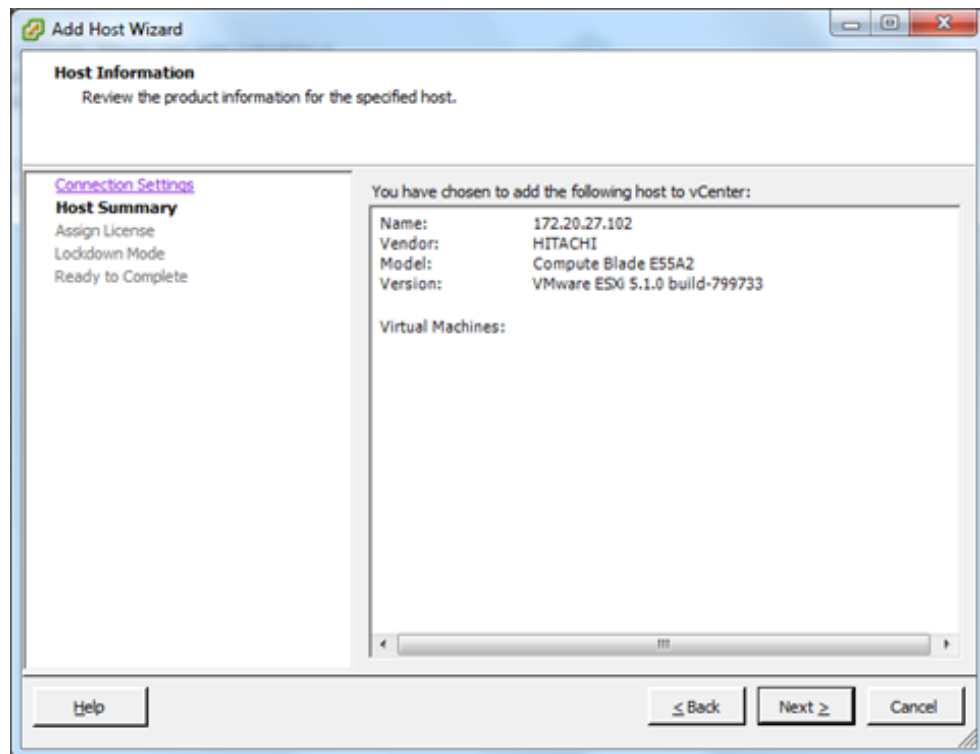 Add Host Wizard
Host Information
Review the product information for the specified host.
Connection Settings
Host Summary
Assign License
Lockdown Mode
Ready to Complete
You have chosen to add the following host to vCenter:
Name: 172.20.27.102
Vendor: HITACHI
Model: Compute Blade E55A2
Version: VMware ESXi 5.1.0 build-799733
Virtual Machines:
Help
< Back
Next >
Cancel